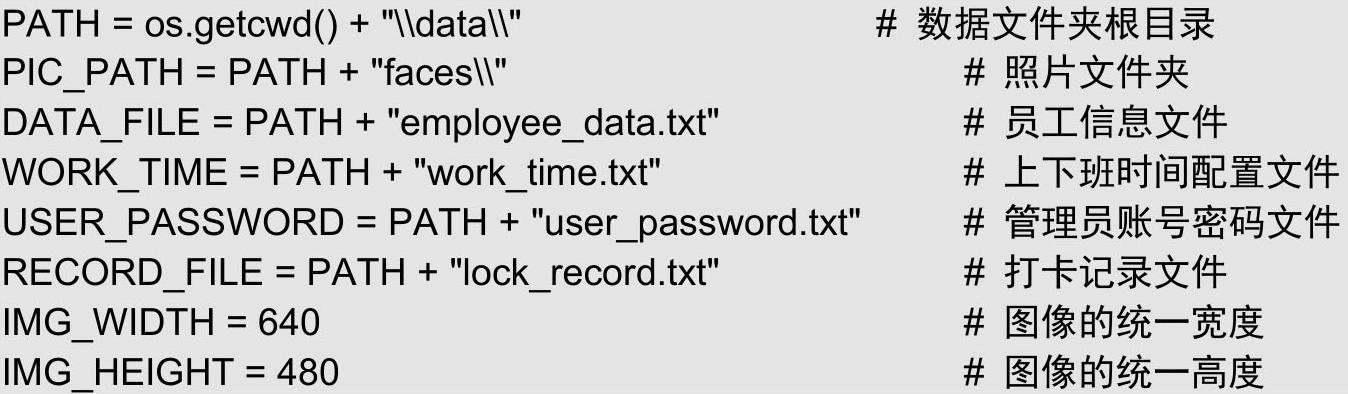 PATH = os.getcwd() + "\\data\\" # 数据文件夹根目录
PIC_PATH = PATH + "faces\\" # 照片文件夹
DATA_FILE = PATH + "employee_data.txt" # 员工信息文件
WORK_TIME = PATH + "work_time.txt" # 上下班时间配置文件
USER_PASSWORD = PATH + "user_password.txt" # 管理员账号密码文件
RECORD_FILE = PATH + "lock_record.txt" # 打卡记录文件
IMG_WIDTH = 640 # 图像的统一宽度
IMG_HEIGHT = 480 # 图像的统一高度